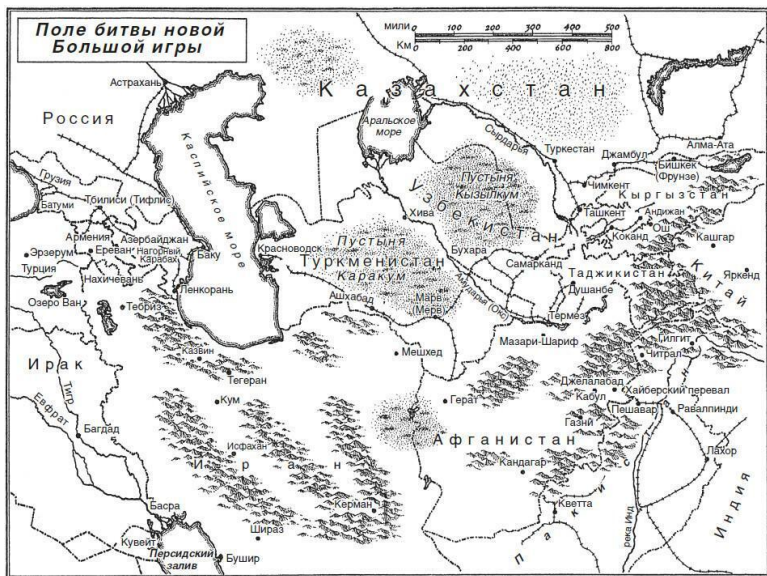 Поле битвы новой
Большой игры
мили 0 100 200 300 400 500
Км 0 200 400 600 800
Казахстан
Астрахань
Россия
Аральское
море
Сырдарья
Туркестан
Джамбул
Алма-Ата
Бишкек
(Фрунзе)
Каспийское море
Чимкент
Кыргызстан
Грузия
Батуми
Тбилиси (Тифлис)
Пустыня
Кызылкум
Узбекистан
Хива
Ташкент
Андижан
Ош
Коканд
Кашгар
Армения
Азербайджан
Эрзерум
Ереван
Нагорный
Карабах
Баку
Красноводск
Пустыня
Каракум
Туркменистан
Бухара
Самарканд
Таджикистан
Китай
Яркенд
Турция
Нахичевань
Ленкорань
Озеро Ван
Тебриз
Ашхабад
Марв
(Мерв)
Амударья (Окс)
Душанбе
Термез
Мазари-Шариф
Гилгит
Читрал
Ирак
Казвин
Тегеран
Мешхед
Тигр
Евфрат
Кум
Герат
Джелалабад
Кабул
Хайберский перевал
Пешавар
Равалпинди
Газни
Багдад
Исфахан
Иран
Афганистан
Кандагар
Лахор
Басра
Керман
Кветта
Кувейт
Персидский
залив
Шираз
Бушир
Пакис
река Инд
Индия